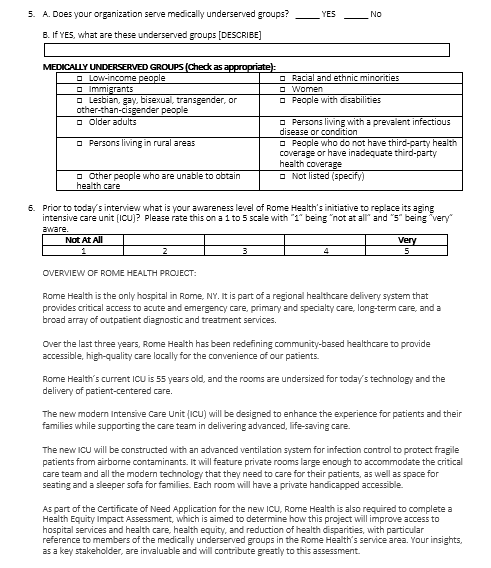 5. A. Does your organization serve medically underserved groups? ____ YES ____ No
B. If YES, what are these underserved groups [DESCRIBE]
MEDICALLY UNDERSERVED GROUPS (Check as appropriate):
□ Low-income people □ Racial and ethnic minorities
□ Immigrants □ Women
□ Lesbian, gay, bisexual, transgender, or □ People with disabilities
other-than-cisgender people
□ Older adults □ Persons living with a prevalent infectious
disease or condition
□ Persons living in rural areas □ People who do not have third-party health
coverage or have inadequate third-party
health coverage
□ Other people who are unable to obtain □ Not listed (specify)
health care
6. Prior to today's interview what is your awareness level of Rome Health's initiative to replace its aging
intensive care unit (ICU)? Please rate this on a 1 to 5 scale with "1" being "not at all" and "5" being "very"
aware.
Not At All Very
1 2 3 4 5
OVERVIEW OF ROME HEALTH PROJECT:
Rome Health is the only hospital in Rome, NY. It is part of a regional healthcare delivery system that
provides critical access to acute and emergency care, primary and specialty care, long-term care, and a
broad array of outpatient diagnostic and treatment services.
Over the last three years, Rome Health has been redefining community-based healthcare to provide
accessible, high-quality care locally for the convenience of our patients.
Rome Health's current ICU is 55 years old, and the rooms are undersized for today's technology and the
delivery of patient-centered care.
The new modern Intensive Care Unit (ICU) will be designed to enhance the experience for patients and their
families while supporting the care team in delivering advanced, life-saving care.
The new ICU will be constructed with an advanced ventilation system for infection control to protect fragile
patients from airborne contaminants. It will feature private rooms large enough to accommodate the critical
care team and all the modern technology that they need to care for their patients, as well as space for
seating and a sleeper sofa for families. Each room will have a private handicapped accessible.
As part of the Certificate of Need Application for the new ICU, Rome Health is also required to complete a
Health Equity Impact Assessment, which is aimed to determine how this project will improve access to
hospital services and health care, health equity, and reduction of health disparities, with particular
reference to members of the medically underserved groups in the Rome Health's service area. Your insights,
as a key stakeholder, are invaluable and will contribute greatly to this assessment.